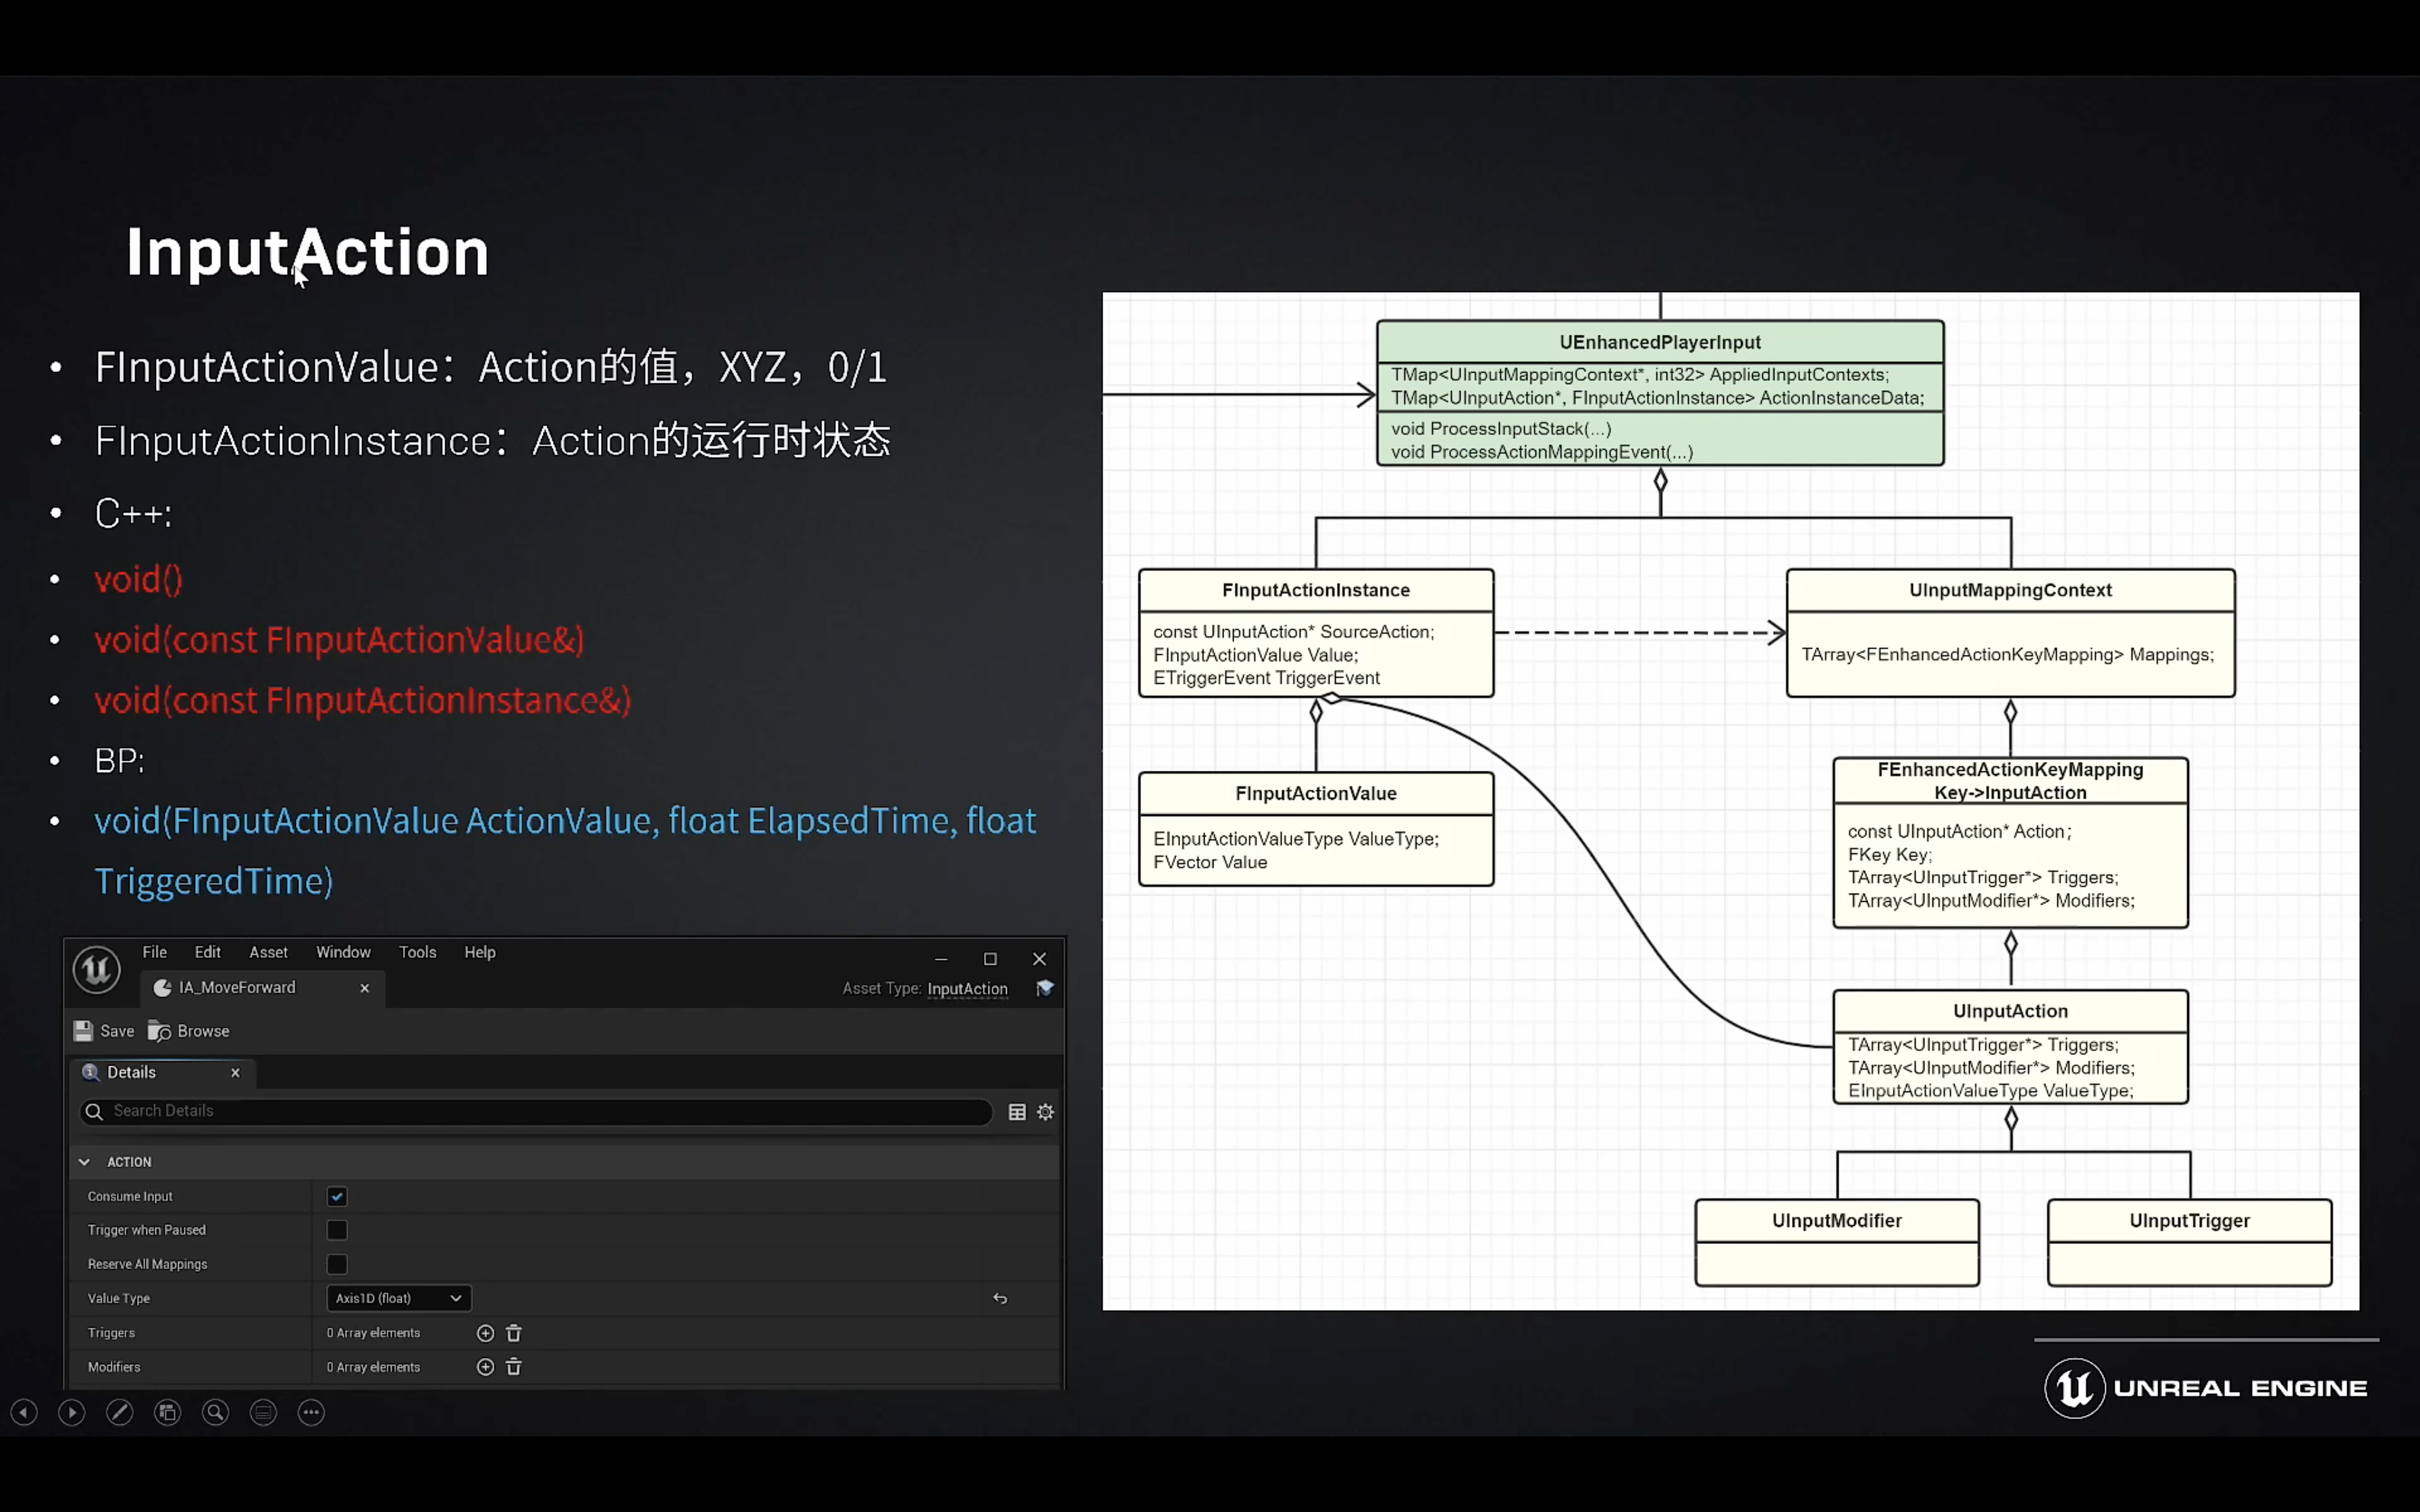 InputAction
FInputActionValue：Action的值，XYZ，0/1
FInputActionInstance：Action的运行时状态
C++:
void()
void(const FInputActionValue&)
void(const FInputActionInstance&)
BP:
void(FInputActionValue ActionValue, float ElapsedTime, float
TriggeredTime)
File Edit Asset Window Tools Help
IA_MoveForward
Asset Type: InputAction
Save Browse
Details
Search Details
ACTION
Consume Input
Trigger when Paused
Reserve All Mappings
Value Type Axis1D (float)
Triggers 0 Array elements
Modifiers 0 Array elements
UEnhancedPlayerInput
TMap<UInputMappingContext*, int32> AppliedInputContexts;
TMap<UInputAction*, FInputActionInstance> ActionInstanceData;
void ProcessInputStack(...)
void ProcessActionMappingEvent(...)
FInputActionInstance
const UInputAction* SourceAction;
FInputActionValue Value;
ETriggerEvent TriggerEvent
UInputMappingContext
TArray<FEnhancedActionKeyMapping> Mappings;
FInputActionValue
EInputActionValueType ValueType;
FVector Value
FEnhancedActionKeyMapping
Key->InputAction
const UInputAction* Action;
FKey Key;
TArray<UInputTrigger*> Triggers;
TArray<UInputModifier*> Modifiers;
UInputAction
TArray<UInputTrigger*> Triggers;
TArray<UInputModifier*> Modifiers;
EInputActionValueType ValueType;
UInputModifier
UInputTrigger
UNREAL ENGINE